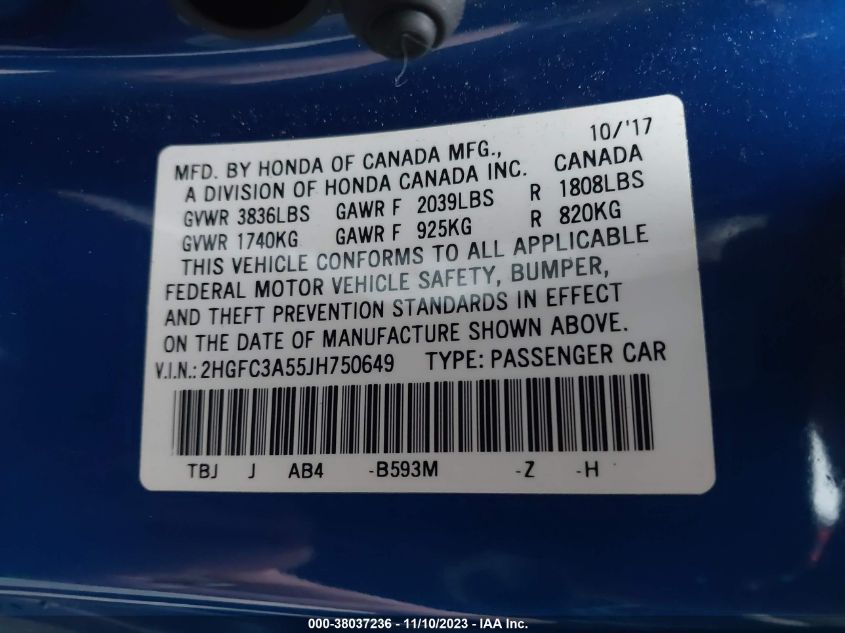 10/'17
MFD. BY HONDA OF CANADA MFG.,
A DIVISION OF HONDA CANADA INC. CANADA
GVWR 3836LBS GAWR F 2039LBS R 1808LBS
GVWR 1740KG GAWR F 925KG R 820KG
THIS VEHICLE CONFORMS TO ALL APPLICABLE
FEDERAL MOTOR VEHICLE SAFETY, BUMPER,
AND THEFT PREVENTION STANDARDS IN EFFECT
ON THE DATE OF MANUFACTURE SHOWN ABOVE.
V.I.N.: 2HGFC3A55JH750649 TYPE: PASSENGER CAR
TBJ J AB4 -B593M -Z -H
000-38037236 - 11/10/2023 - IAA Inc.